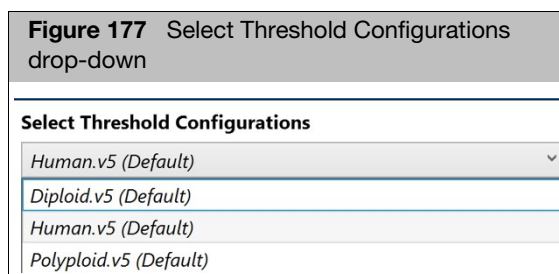 Figure 177 Select Threshold Configurations
drop-down
Select Threshold Configurations
Human.v5 (Default)
Diploid.v5 (Default)
Human.v5 (Default)
Polyploid.v5 (Default)